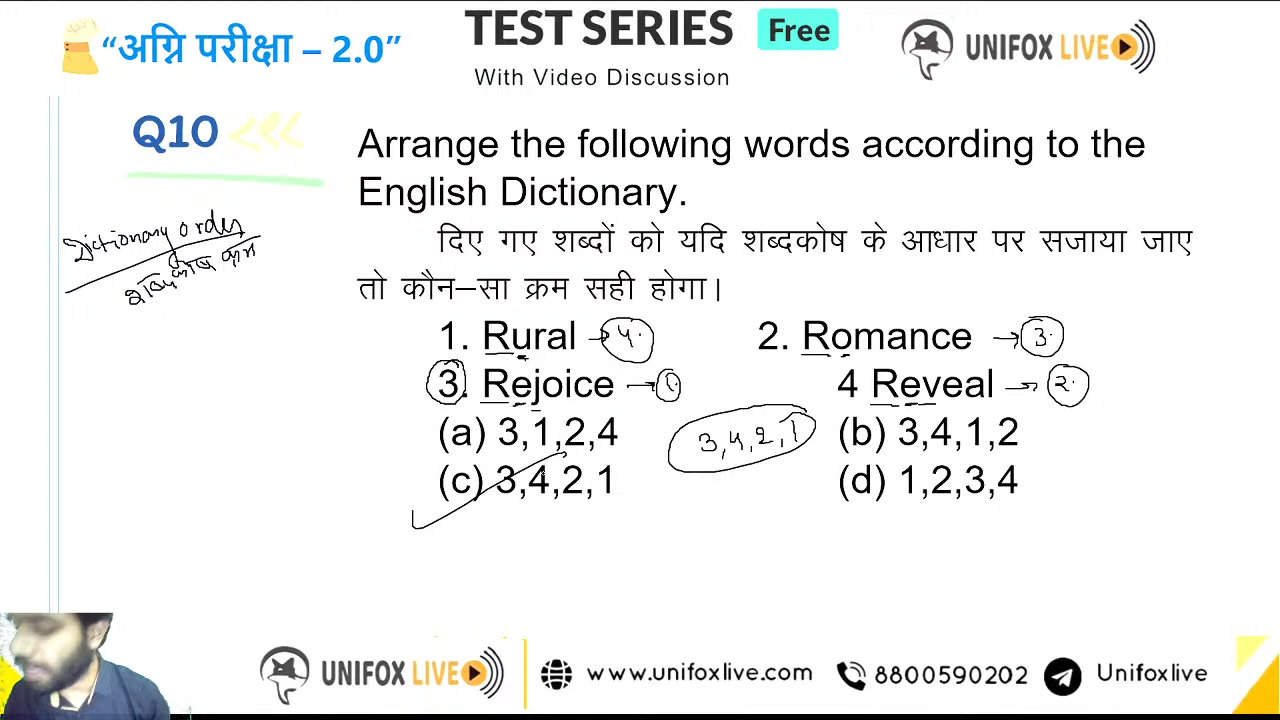 “अग्नि परीक्षा – 2.0”
TEST SERIES Free
With Video Discussion
UNIFOX LIVE
Q10
Arrange the following words according to the
English Dictionary.
Dictionary order
शब्दकोष क्रम
दिए गए शब्दों को यदि शब्दकोष के आधार पर सजाया जाए
तो कौन–सा क्रम सही होगा।
1. Rural → 4. 2. Romance → 3.
3. Rejoice → 1. 4 Reveal → 2.
(a) 3,1,2,4 3,4,2,1 (b) 3,4,1,2
(c) 3,4,2,1 (d) 1,2,3,4
UNIFOX LIVE www.unifoxlive.com 8800590202 Unifoxlive